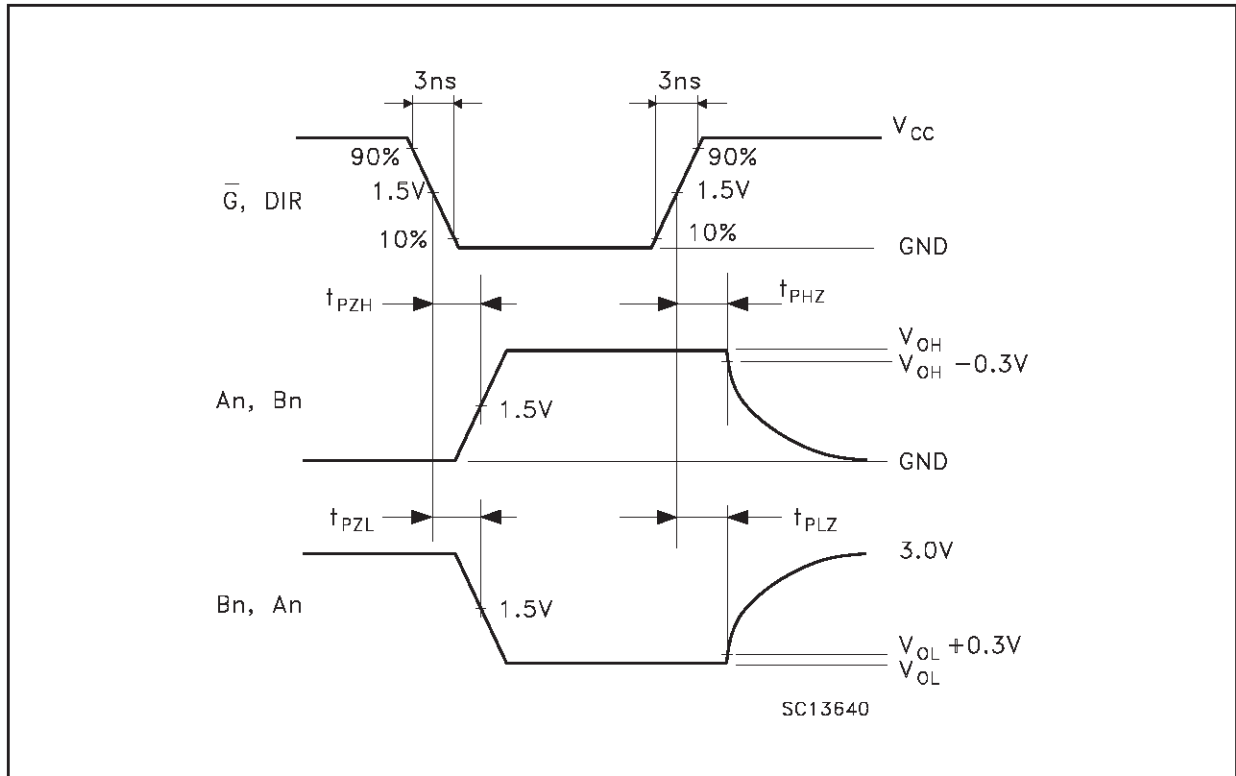 3ns 3ns
V_CC
90% 90%
G̅, DIR 1.5V 1.5V
10% 10% GND
t_PZH t_PHZ
V_OH
V_OH -0.3V
An, Bn 1.5V
GND
t_PZL t_PLZ
3.0V
Bn, An 1.5V
V_OL +0.3V
V_OL
SC13640